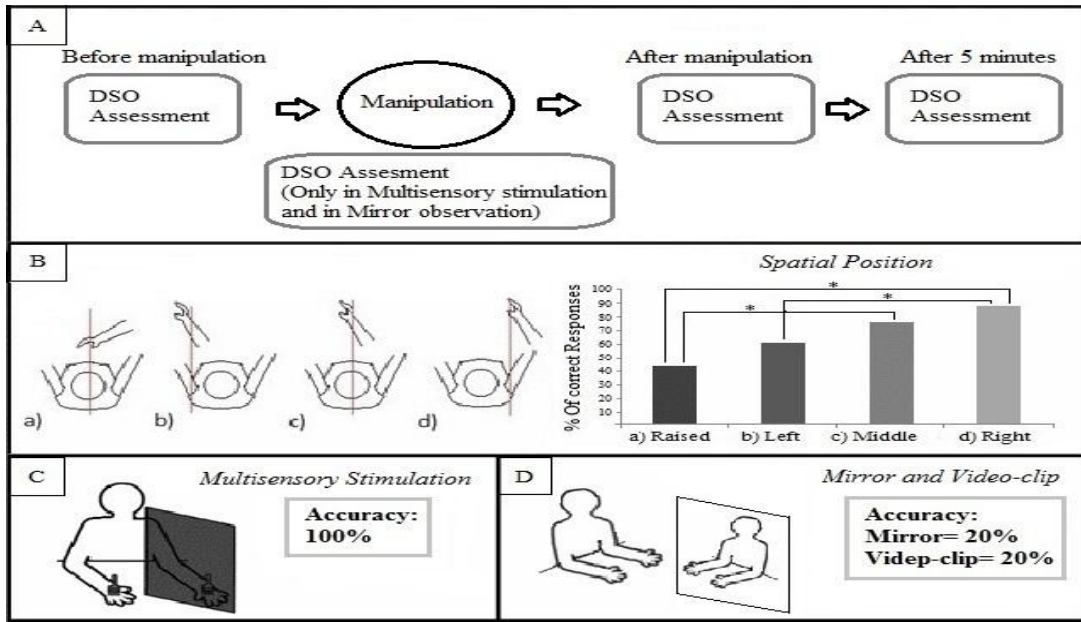 A
Before manipulation
DSO
Assessment
Manipulation
DSO Assesment
(Only in Multisensory stimulation
and in Mirror observation)
After manipulation
DSO
Assessment
After 5 minutes
DSO
Assessment
B
a)
b)
c)
d)
Spatial Position
% Of correct Responses
100
90
80
70
60
50
40
30
20
10
*
*
*
a) Raised
b) Left
c) Middle
d) Right
C
Multisensory Stimulation
Accuracy:
100%
D
Mirror and Video-clip
Accuracy:
Mirror= 20%
Videp-clip= 20%